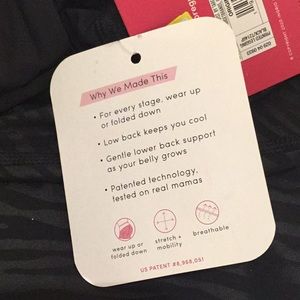 Why We Made This
• For every stage, wear up
or folded down
• Low back keeps you cool
• Gentle lower back support
as your belly grows
• Patented technology,
tested on real mamas
wear up or
folded down
stretch +
mobility
breathable
US PATENT #8,958,051